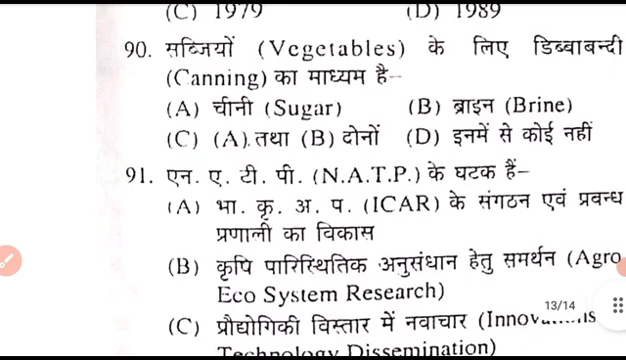 (C) 1979 (D) 1989
90. सब्जियों (Vegetables) के लिए डिब्बाबन्दी
(Canning) का माध्यम है–
(A) चीनी (Sugar) (B) ब्राइन (Brine)
(C) (A) तथा (B) दोनों (D) इनमें से कोई नहीं
91. एन. ए. टी. पी. (N.A.T.P.) के घटक हैं–
(A) भा. कृ. अ. प. (ICAR) के संगठन एवं प्रवन्ध
प्रणाली का विकास
(B) कृषि पारिस्थितिक अनुसंधान हेतु समर्थन (Agro
Eco System Research)
13/14
(C) प्रौद्योगिकी विस्तार में नवाचार
Technology Dissemination)